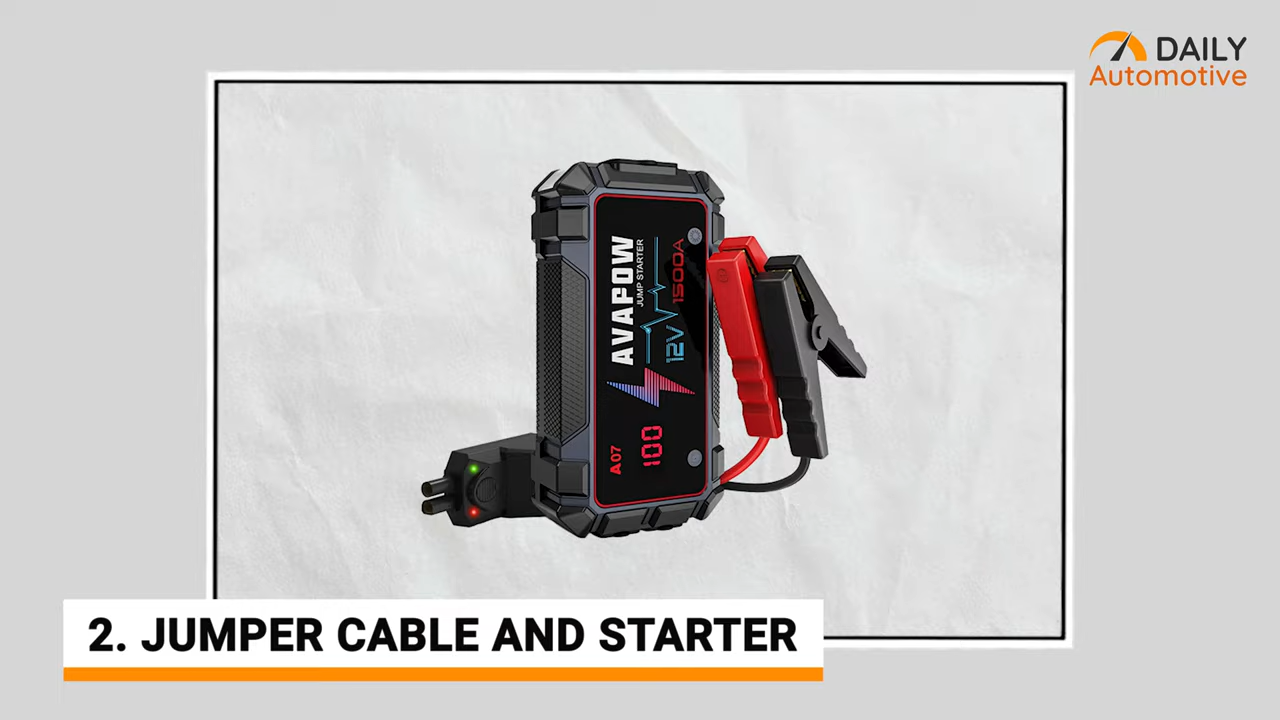 DAILY
Automotive
AVAPOW
JUMP STARTER
12V 1500A
A07
100
2. JUMPER CABLE AND STARTER